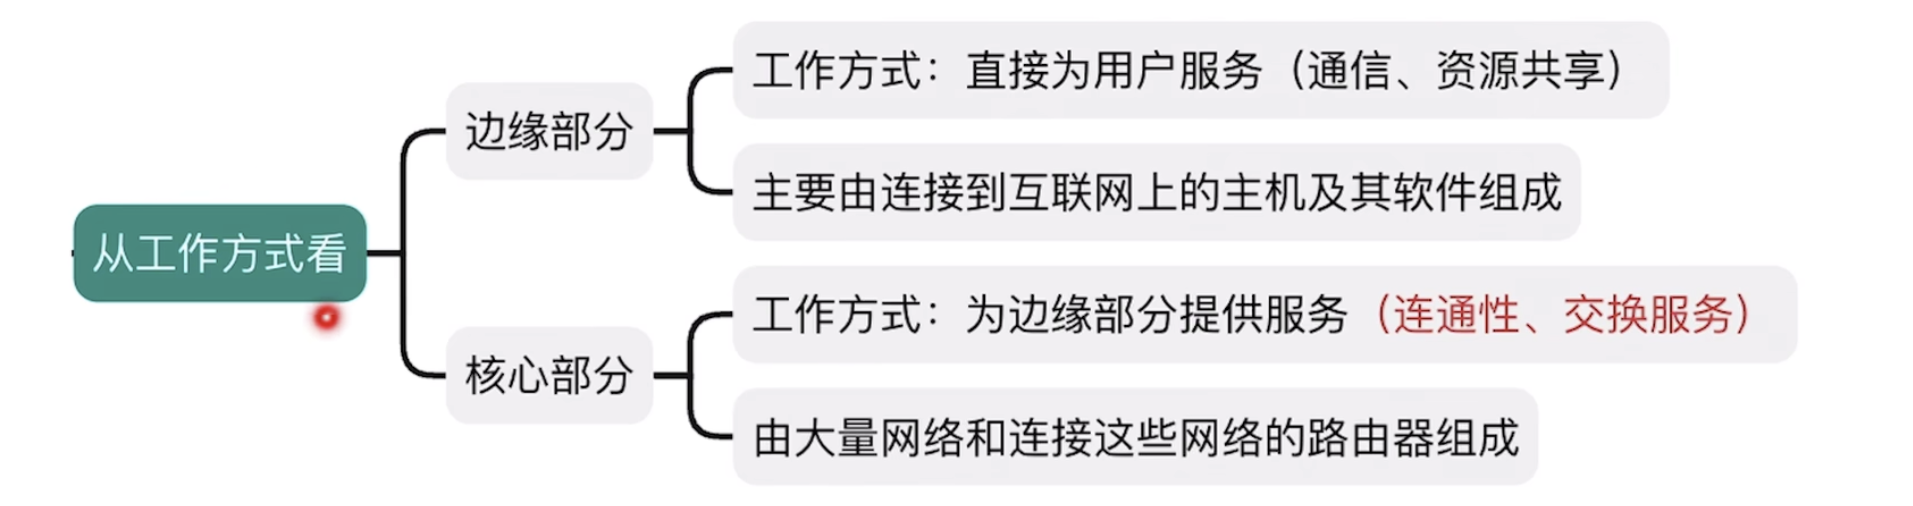 从工作方式看
边缘部分
工作方式：直接为用户服务（通信、资源共享）
主要由连接到互联网上的主机及其软件组成
核心部分
工作方式：为边缘部分提供服务（连通性、交换服务）
由大量网络和连接这些网络的路由器组成